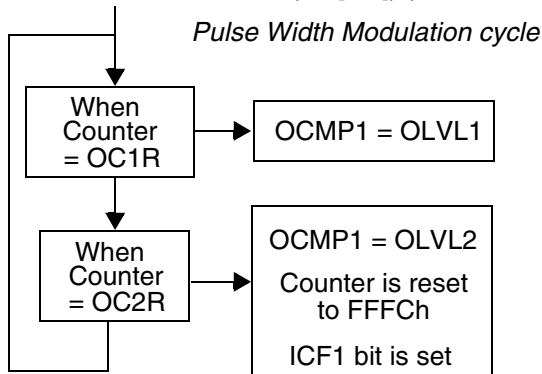 Pulse Width Modulation cycle
When
Counter
= OC1R
OCMP1 = OLVL1
When
Counter
= OC2R
OCMP1 = OLVL2
Counter is reset
to FFFCh
ICF1 bit is set